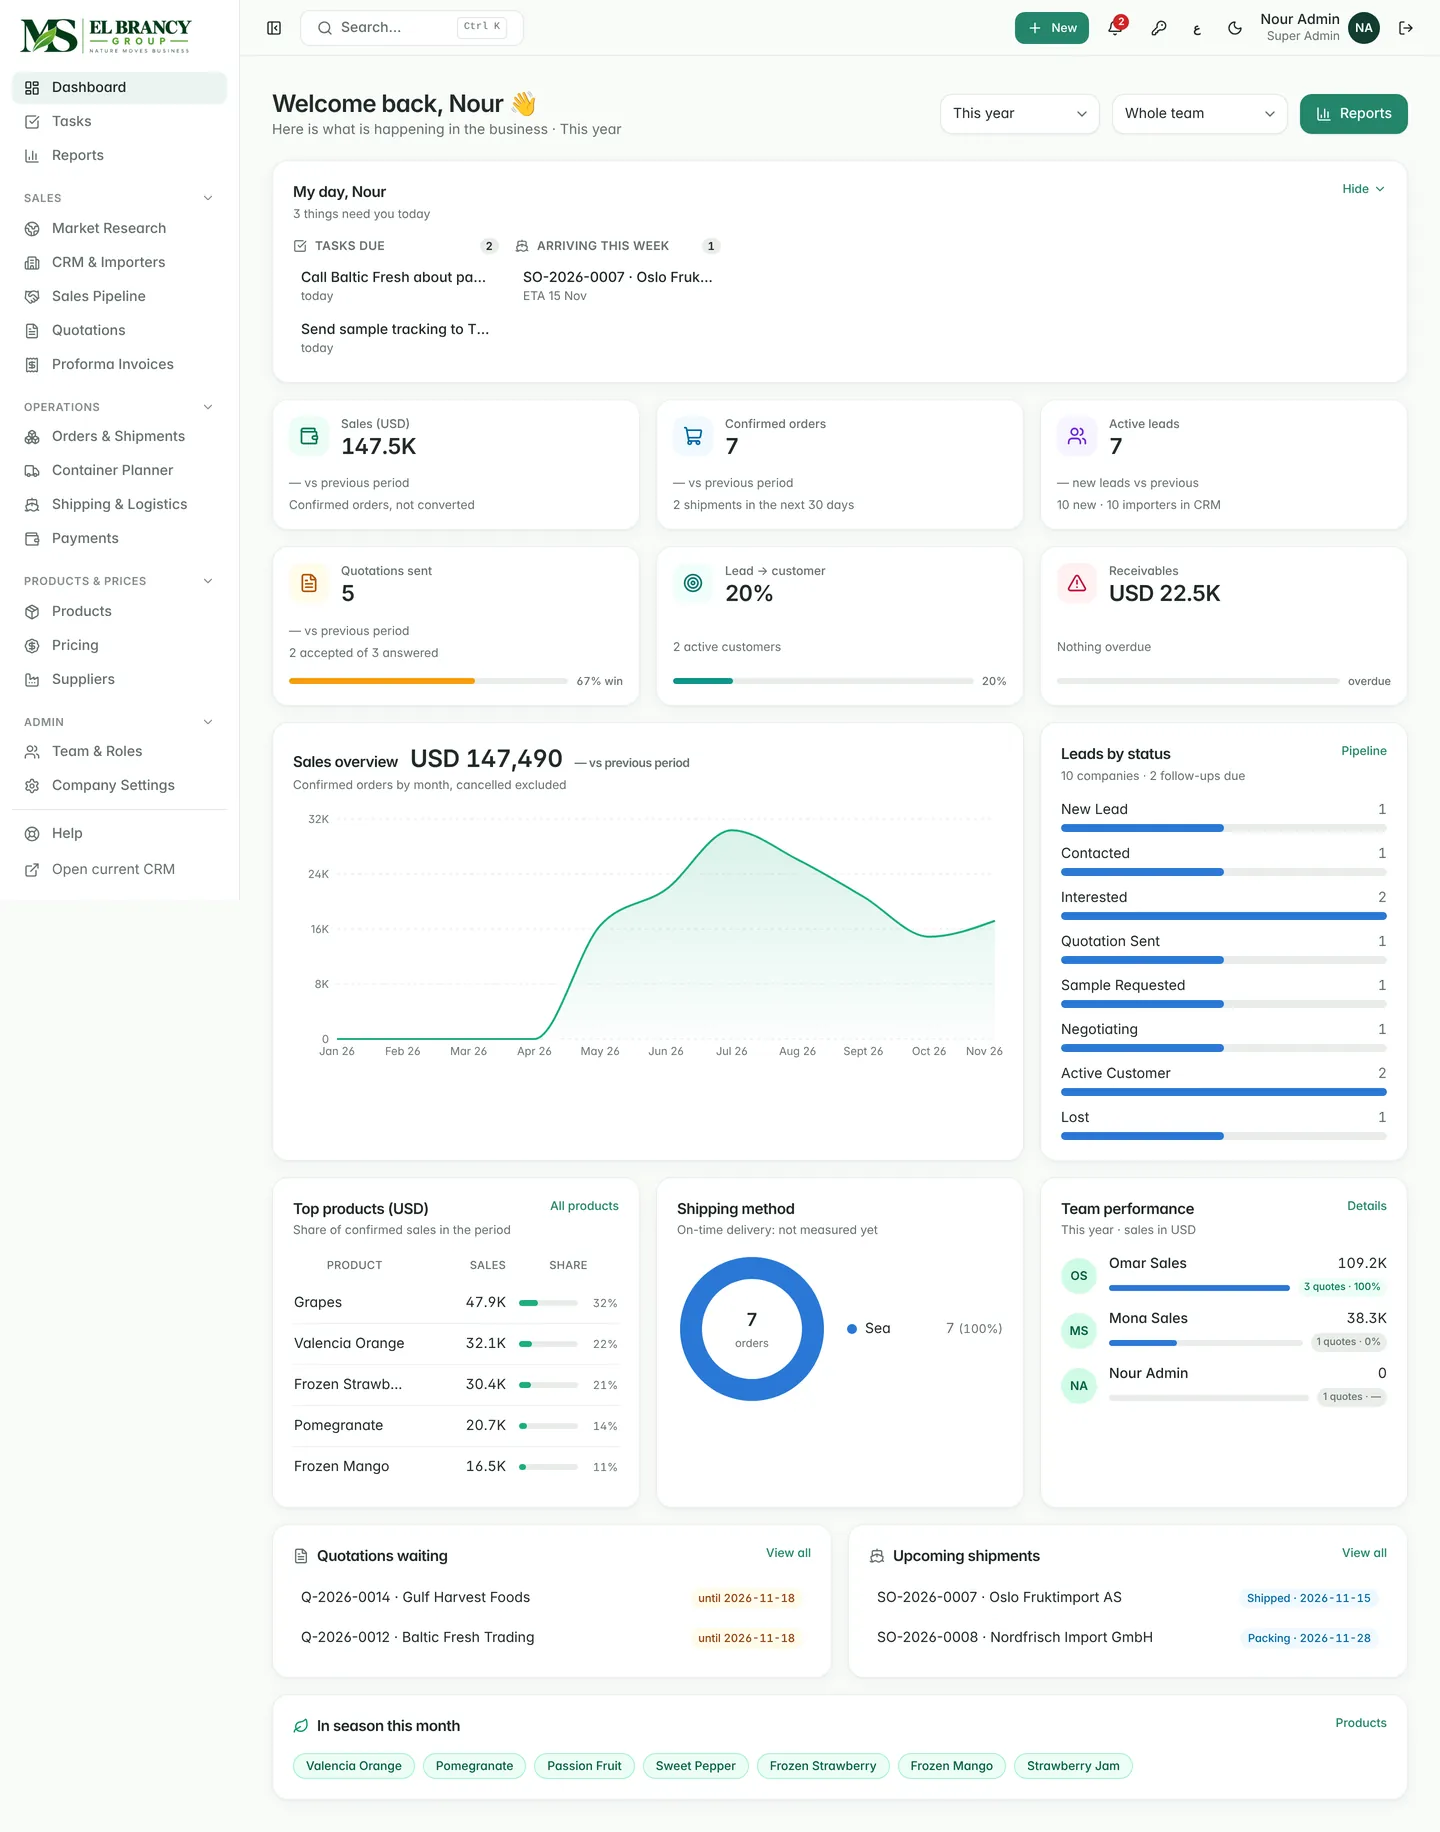 MS EL BRANCY
GROUP
NATURE MOVES BUSINESS
Search...
Ctrl K
New
2
ع
Nour Admin
Super Admin
NA
Dashboard
Tasks
Reports
SALES
Market Research
CRM & Importers
Sales Pipeline
Quotations
Proforma Invoices
OPERATIONS
Orders & Shipments
Container Planner
Shipping & Logistics
Payments
PRODUCTS & PRICES
Products
Pricing
Suppliers
ADMIN
Team & Roles
Company Settings
Help
Open current CRM
Welcome back, Nour 👋
Here is what is happening in the business · This year
This year
Whole team
Reports
My day, Nour
Hide
3 things need you today
TASKS DUE 2
Call Baltic Fresh about pa...
today
Send sample tracking to T...
today
ARRIVING THIS WEEK 1
SO-2026-0007 · Oslo Fruk...
ETA 15 Nov
Sales (USD)
147.5K
— vs previous period
Confirmed orders, not converted
Confirmed orders
7
— vs previous period
2 shipments in the next 30 days
Active leads
7
— new leads vs previous
10 new · 10 importers in CRM
Quotations sent
5
— vs previous period
2 accepted of 3 answered
67% win
Lead → customer
20%
2 active customers
20%
Receivables
USD 22.5K
Nothing overdue
overdue
Sales overview USD 147,490 — vs previous period
Confirmed orders by month, cancelled excluded
32K
24K
16K
8K
0
Jan 26 Feb 26 Mar 26 Apr 26 May 26 Jun 26 Jul 26 Aug 26 Sept 26 Oct 26 Nov 26
Leads by status
Pipeline
10 companies · 2 follow-ups due
New Lead 1
Contacted 1
Interested 2
Quotation Sent 1
Sample Requested 1
Negotiating 1
Active Customer 2
Lost 1
Top products (USD)
All products
Share of confirmed sales in the period
PRODUCT SALES SHARE
Grapes 47.9K 32%
Valencia Orange 32.1K 22%
Frozen Strawb... 30.4K 21%
Pomegranate 20.7K 14%
Frozen Mango 16.5K 11%
Shipping method
On-time delivery: not measured yet
7
orders
Sea 7 (100%)
Team performance
Details
This year · sales in USD
OS Omar Sales 109.2K
3 quotes · 100%
MS Mona Sales 38.3K
1 quotes · 0%
NA Nour Admin 0
1 quotes · —
Quotations waiting
View all
Q-2026-0014 · Gulf Harvest Foods until 2026-11-18
Q-2026-0012 · Baltic Fresh Trading until 2026-11-18
Upcoming shipments
View all
SO-2026-0007 · Oslo Fruktimport AS Shipped · 2026-11-15
SO-2026-0008 · Nordfrisch Import GmbH Packing · 2026-11-28
In season this month
Products
Valencia Orange
Pomegranate
Passion Fruit
Sweet Pepper
Frozen Strawberry
Frozen Mango
Strawberry Jam